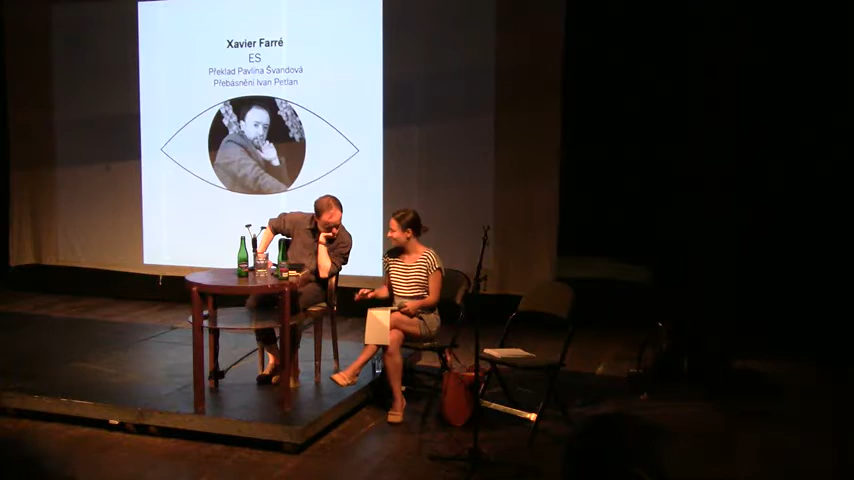 Xavier Farré
ES
Překlad Pavlína Švandová
Přebásnění Ivan Petlan